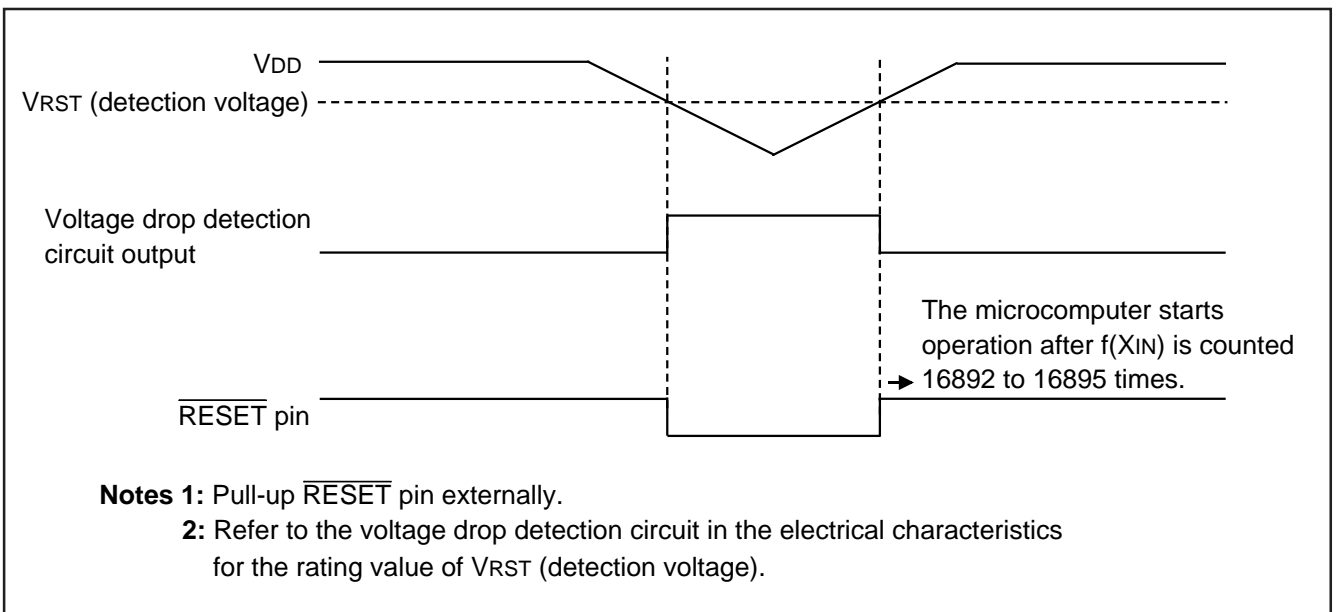 VDD
VRST (detection voltage)
Voltage drop detection
circuit output
The microcomputer starts
operation after f(XIN) is counted
16892 to 16895 times.
RESET pin
Notes 1: Pull-up RESET pin externally.
2: Refer to the voltage drop detection circuit in the electrical characteristics
for the rating value of VRST (detection voltage).